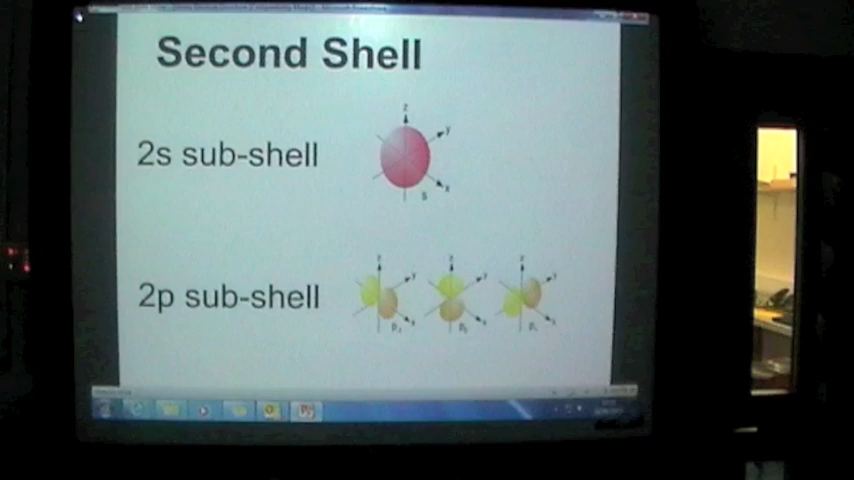 Second Shell
z
y
2s sub-shell
x
s
z y z y z y
2p sub-shell
x x x